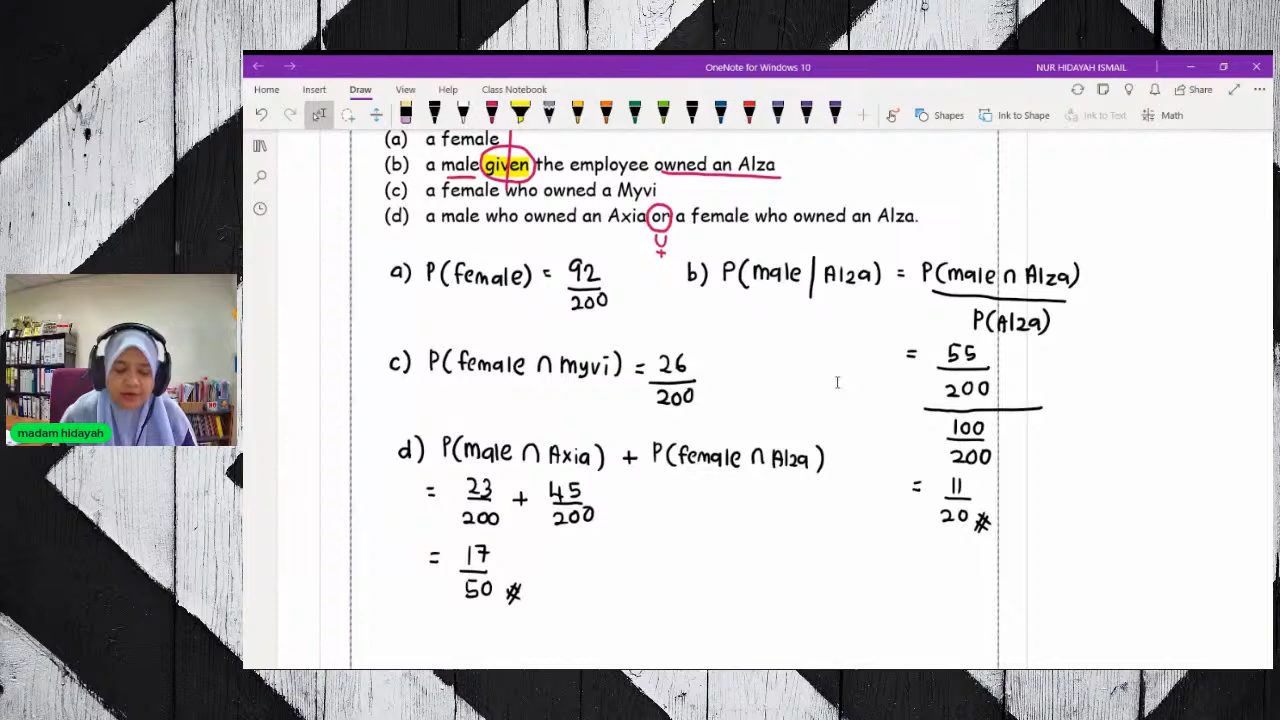 OneNote for Windows 10
NUR HIDAYAH ISMAIL
Home Insert Draw View Help Class Notebook
Share
Shapes Ink to Shape Ink to Text Math
(a) a female
(b) a male given the employee owned an Alza
(c) a female who owned a Myvi
(d) a male who owned an Axia or a female who owned an Alza.
U
+
a) P(female) = 92/200
b) P(male | Alza) = P(male ∩ Alza)
P(Alza)
= 55/200
100/200
= 11/20 #
c) P(female ∩ myvi) = 26/200
d) P(male ∩ Axia) + P(female ∩ Alza)
= 23/200 + 45/200
= 17/50 #
madam hidayah